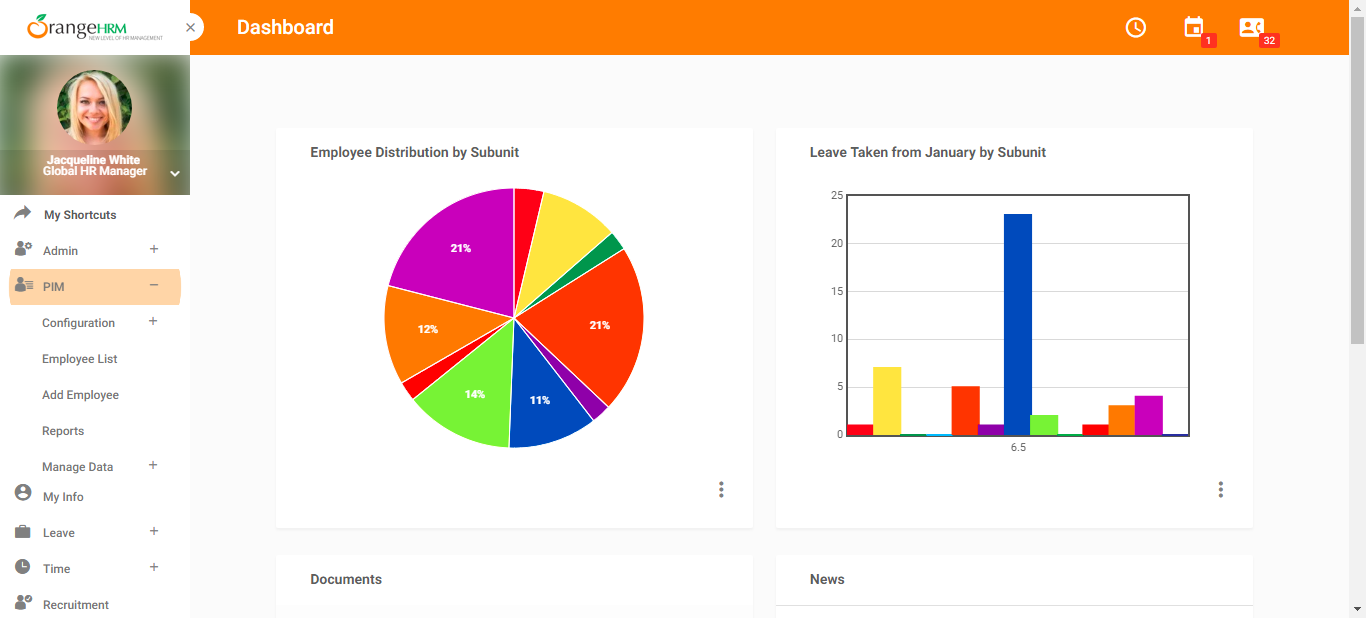 OrangeHRM
NEW LEVEL OF HR MANAGEMENT
Dashboard
1
32
Jacqueline White
Global HR Manager
My Shortcuts
Admin
PIM
Configuration
Employee List
Add Employee
Reports
Manage Data
My Info
Leave
Time
Recruitment
Employee Distribution by Subunit
21%
21%
12%
14%
11%
Leave Taken from January by Subunit
25
20
15
10
5
0
6.5
Documents
News